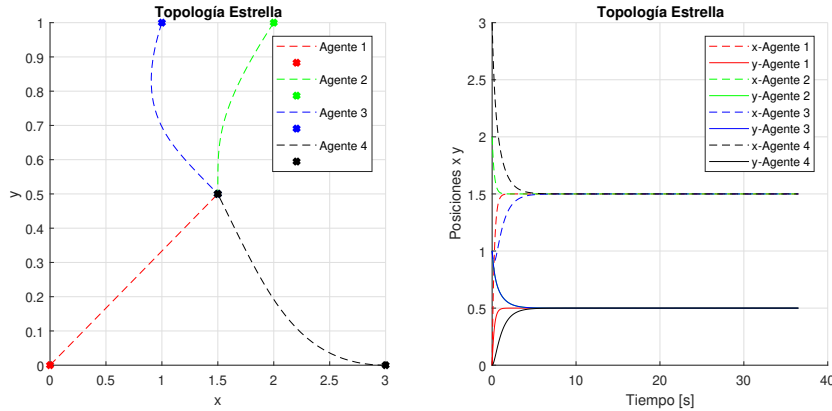 Topología Estrella
y
1
0.9
0.8
0.7
0.6
0.5
0.4
0.3
0.2
0.1
0
0 0.5 1 1.5 2 2.5 3
x
Agente 1
Agente 2
Agente 3
Agente 4
Topología Estrella
Posiciones x y
3
2.5
2
1.5
1
0.5
0
0 10 20 30 40
Tiempo [s]
x-Agente 1
y-Agente 1
x-Agente 2
y-Agente 2
x-Agente 3
y-Agente 3
x-Agente 4
y-Agente 4